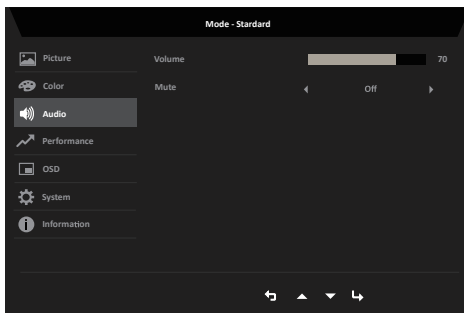 Mode - Stardard
Picture
Volume 70
Color
Mute Off
Audio
Performance
OSD
System
Information